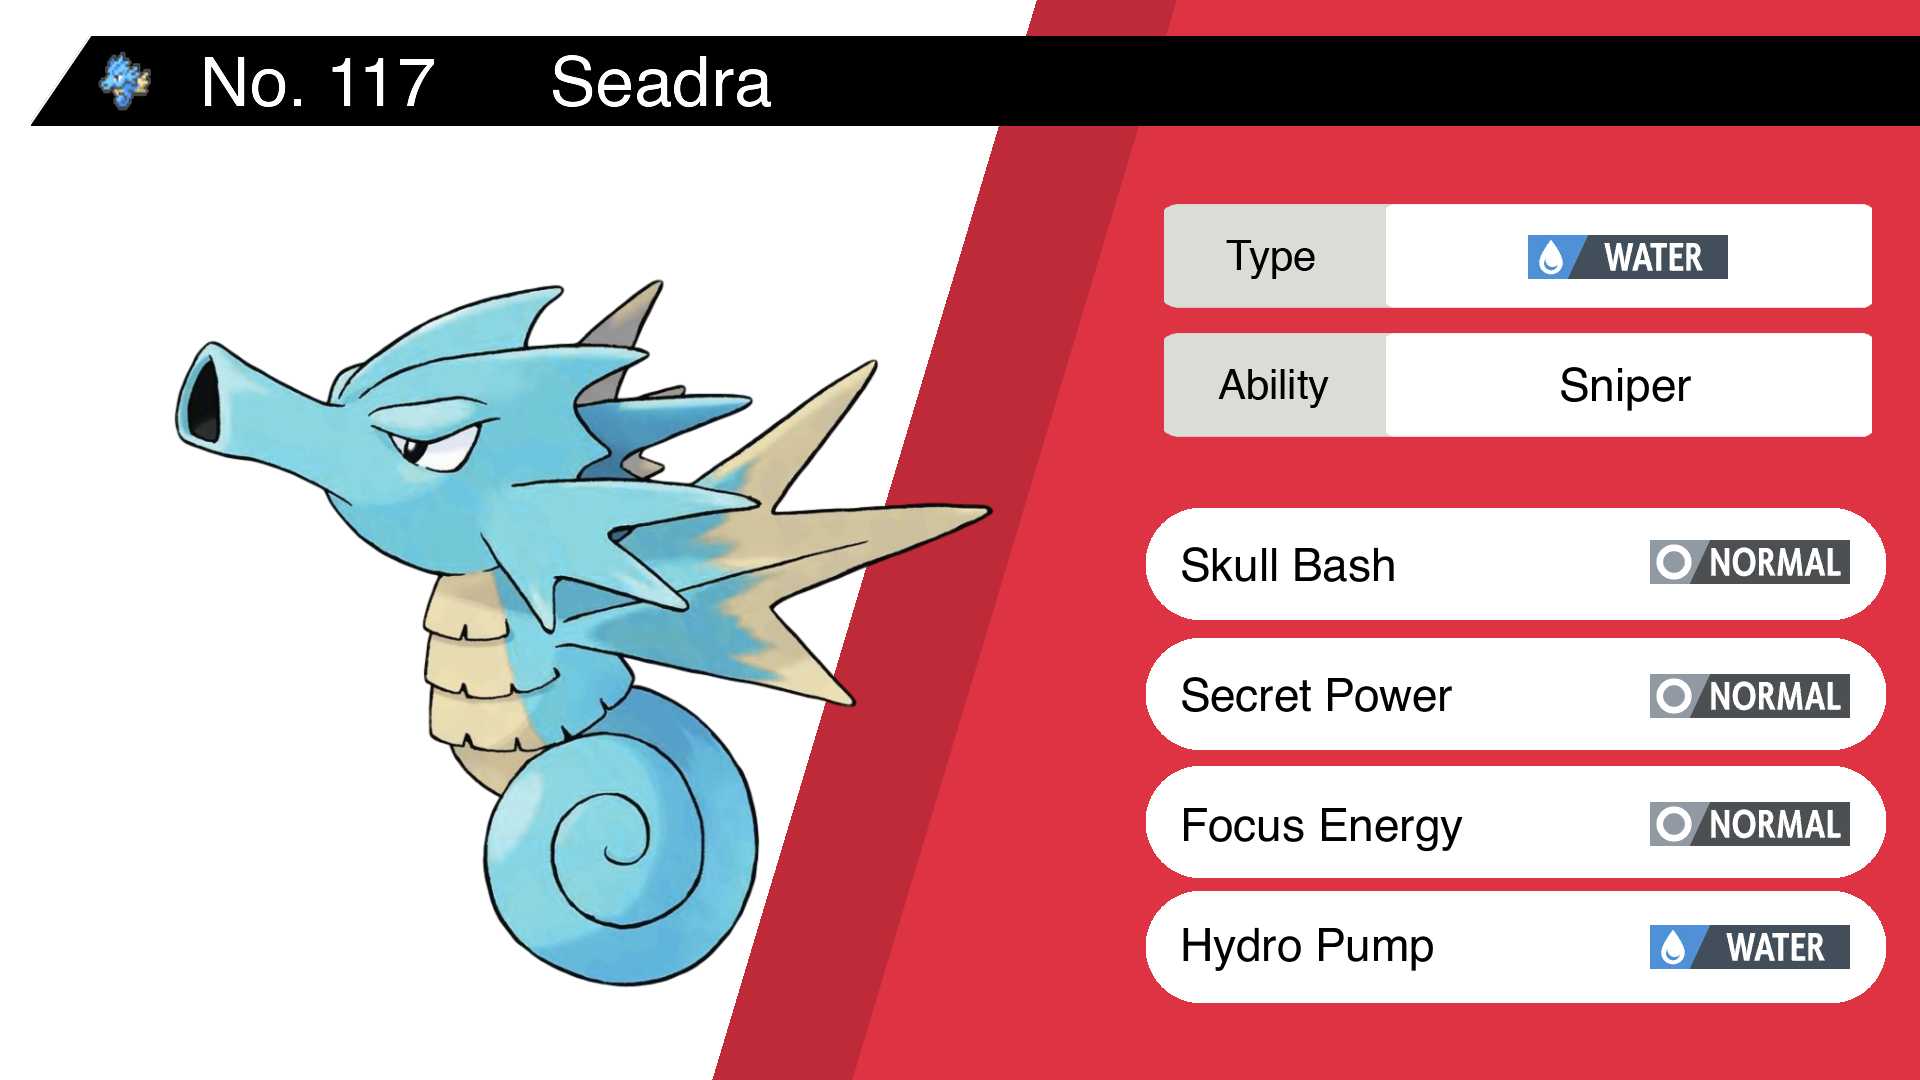 No. 117 Seadra
Type WATER
Ability Sniper
Skull Bash NORMAL
Secret Power NORMAL
Focus Energy NORMAL
Hydro Pump WATER